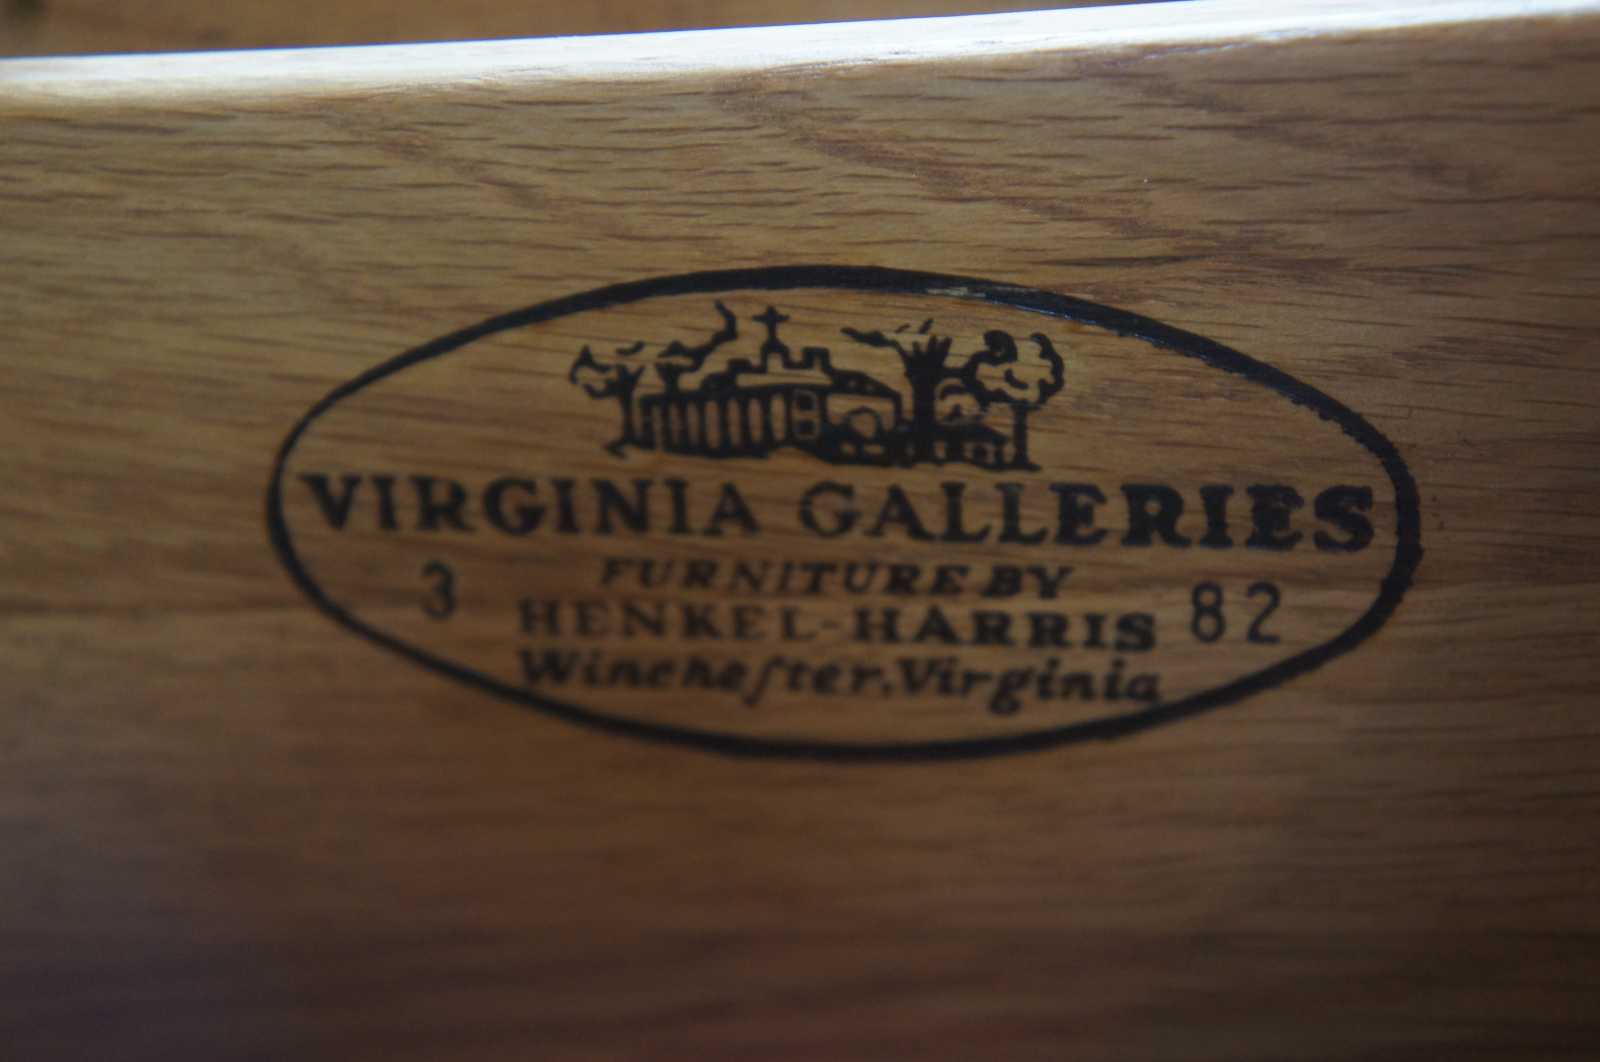 VIRGINIA GALLERIES
FURNITURE BY
3 HENKEL-HARRIS 82
Wincheſter, Virginia